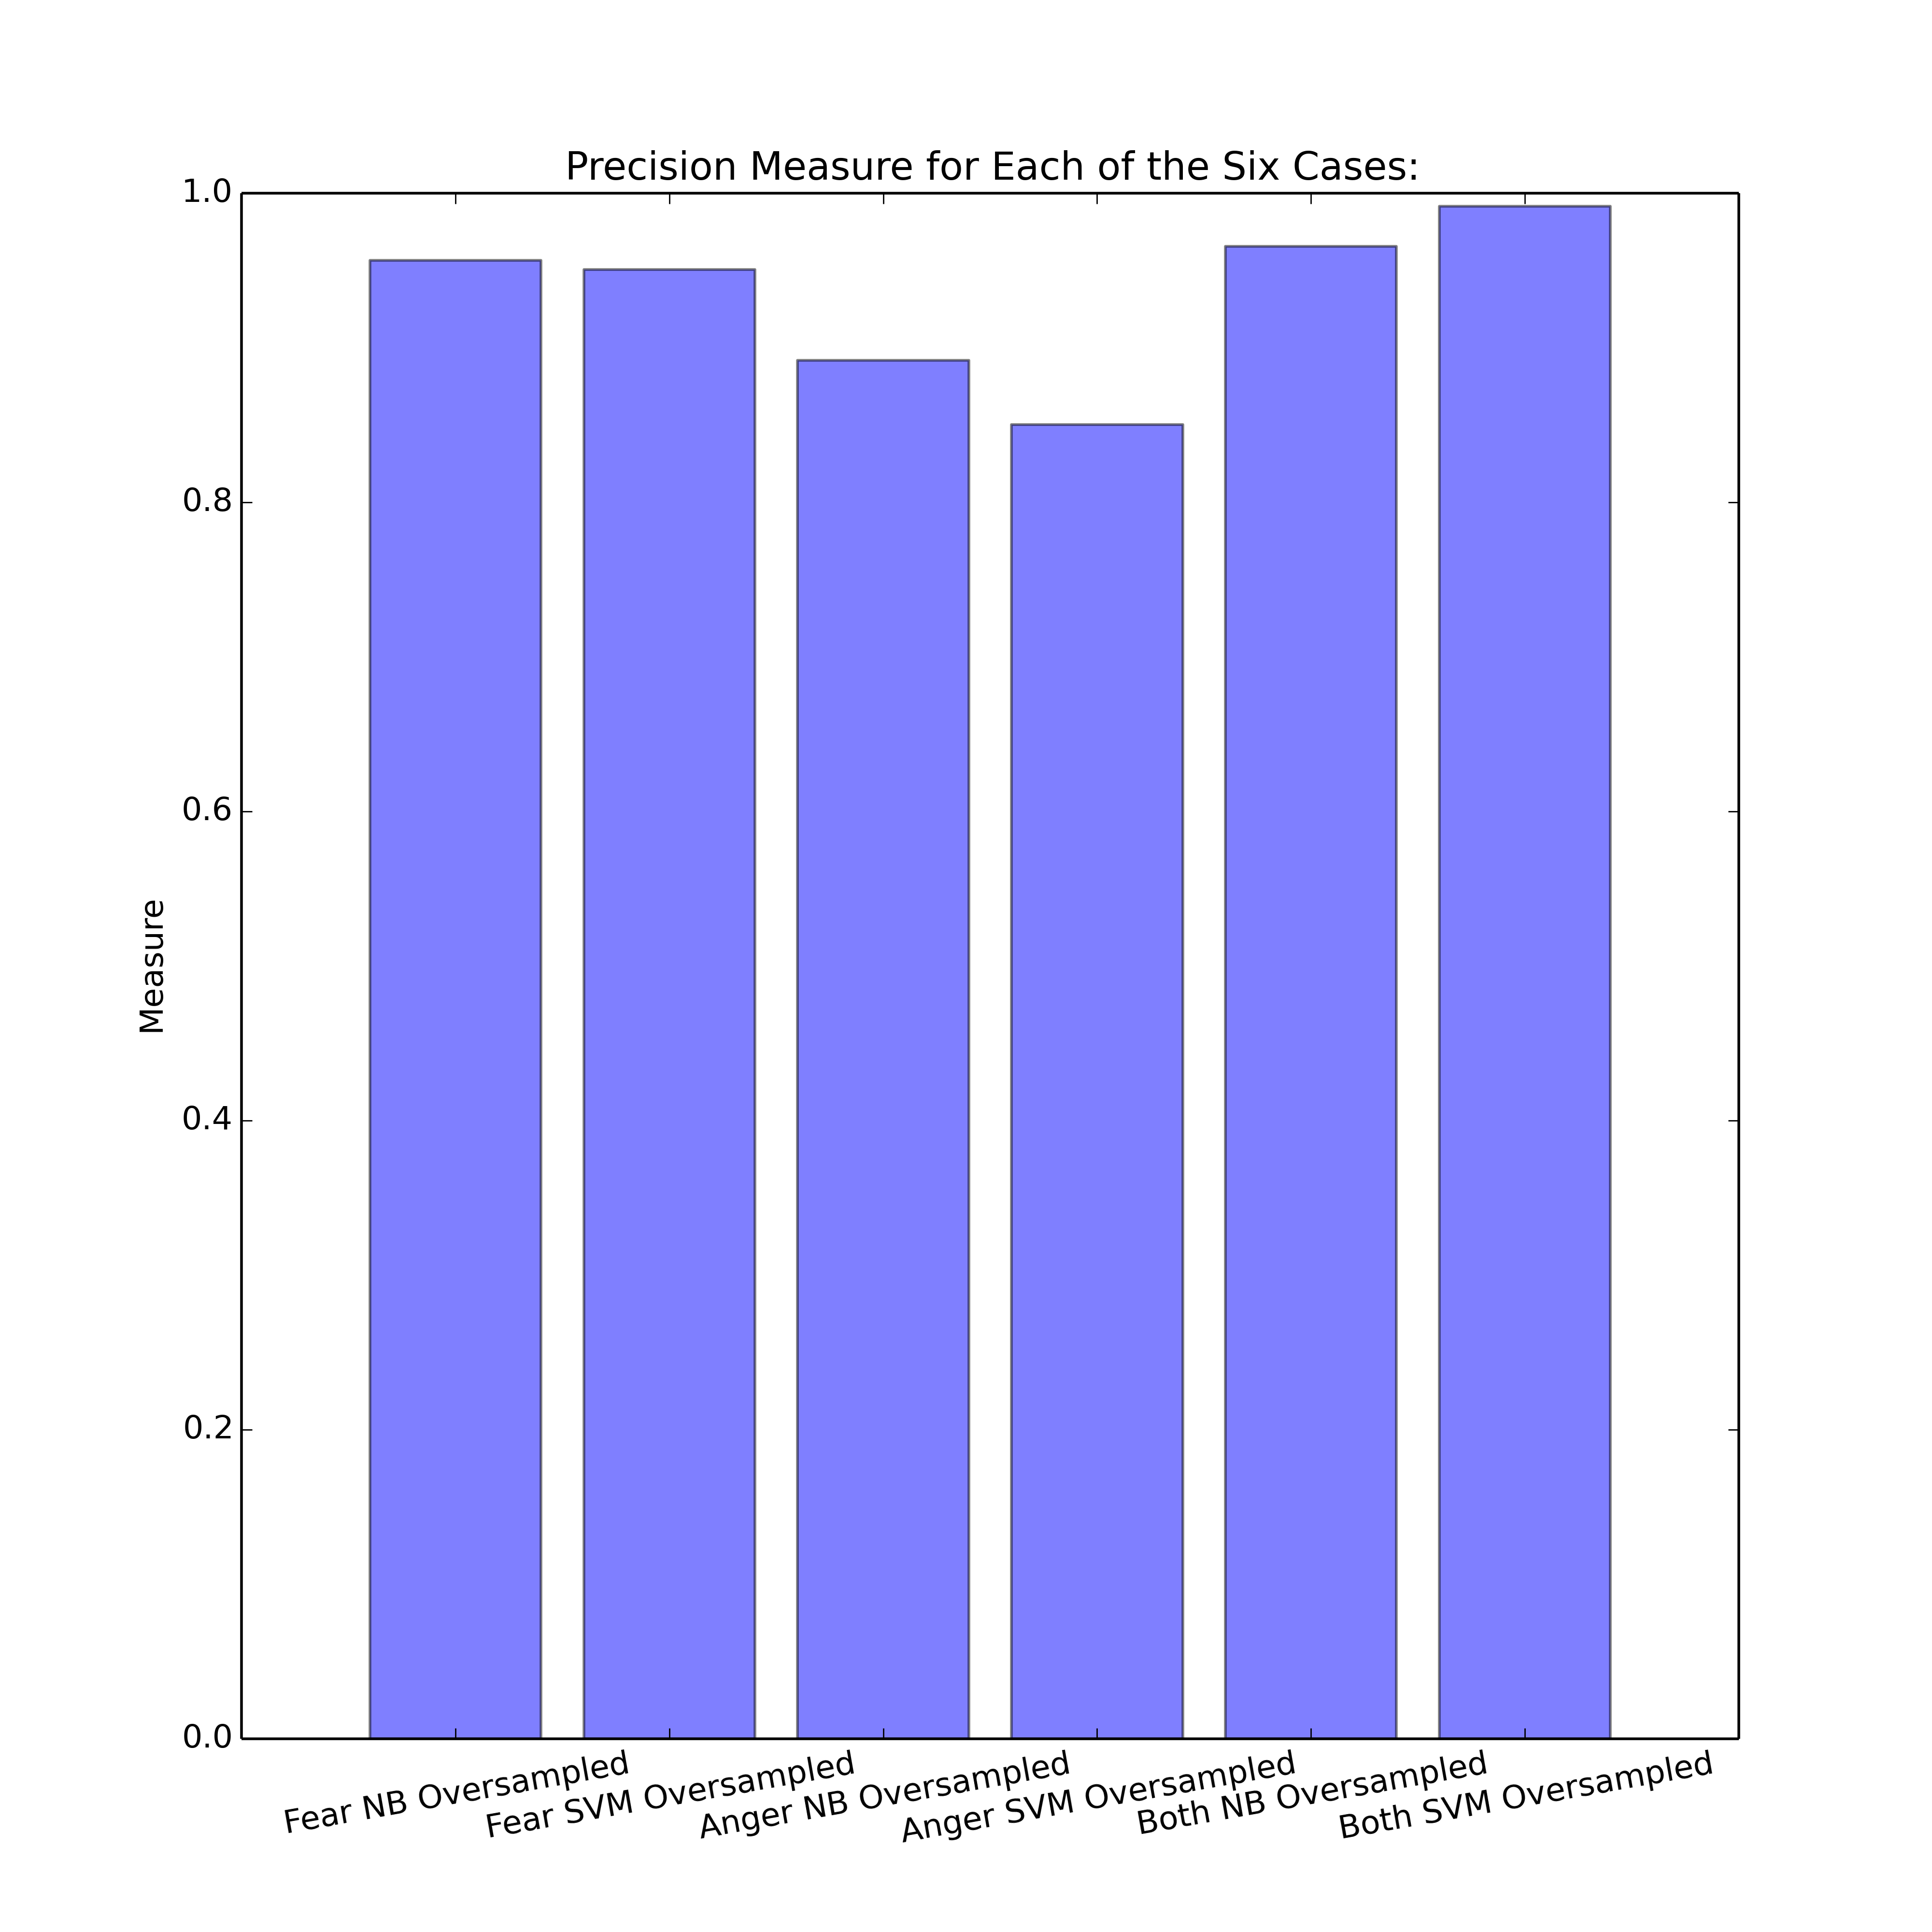 Precision Measure for Each of the Six Cases:
1.0
0.8
0.6
0.4
0.2
0.0
Measure
Fear NB Oversampled
Fear SVM Oversampled
Anger NB Oversampled
Anger SVM Oversampled
Both NB Oversampled
Both SVM Oversampled